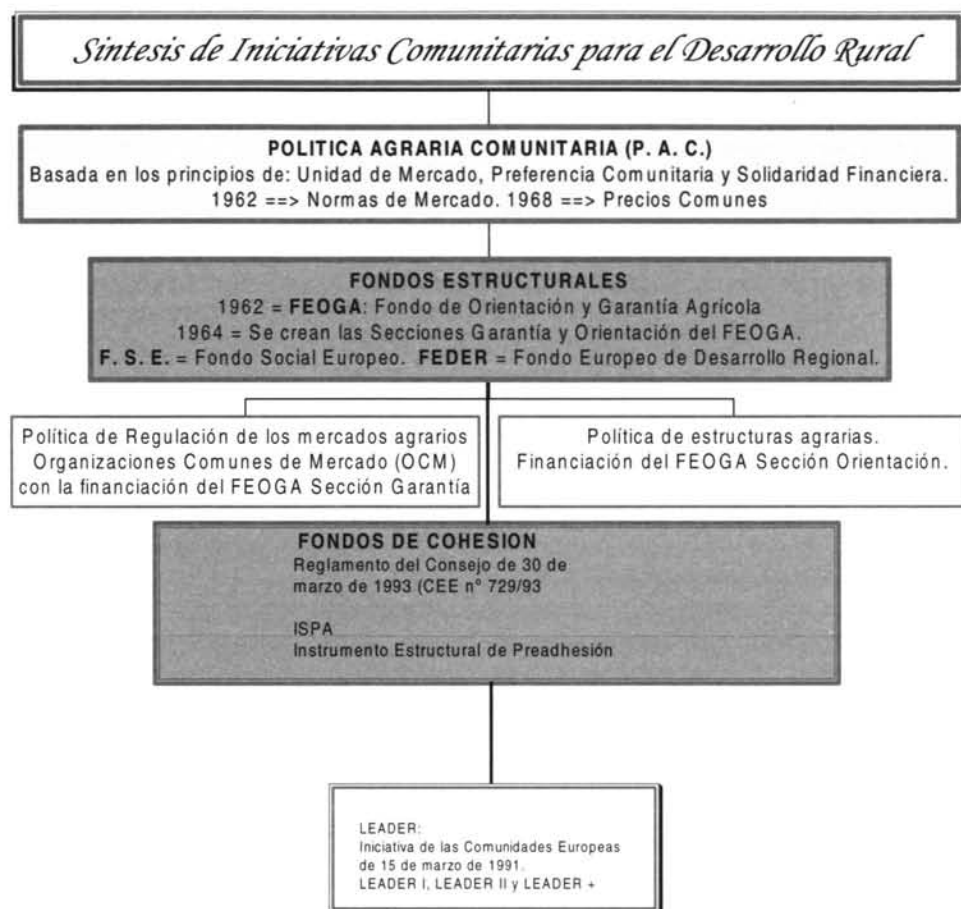 Sintesis de Iniciativas Comunitarias para el Desarrollo Rural
POLITICA AGRARIA COMUNITARIA (P. A. C.)
Basada en los principios de: Unidad de Mercado, Preferencia Comunitaria y Solidaridad Financiera.
1962 ==> Normas de Mercado. 1968 ==> Precios Comunes
FONDOS ESTRUCTURALES
1962 = FEOGA: Fondo de Orientación y Garantía Agrícola
1964 = Se crean las Secciones Garantía y Orientación del FEOGA.
F. S. E. = Fondo Social Europeo. FEDER = Fondo Europeo de Desarrollo Regional.
Política de Regulación de los mercados agrarios
Organizaciones Comunes de Mercado (OCM)
con la financiación del FEOGA Sección Garantía
Política de estructuras agrarias.
Financiación del FEOGA Sección Orientación.
FONDOS DE COHESION
Reglamento del Consejo de 30 de
marzo de 1993 (CEE nº 729/93
ISPA
Instrumento Estructural de Preadhesión
LEADER:
Iniciativa de las Comunidades Europeas
de 15 de marzo de 1991.
LEADER I, LEADER II y LEADER +